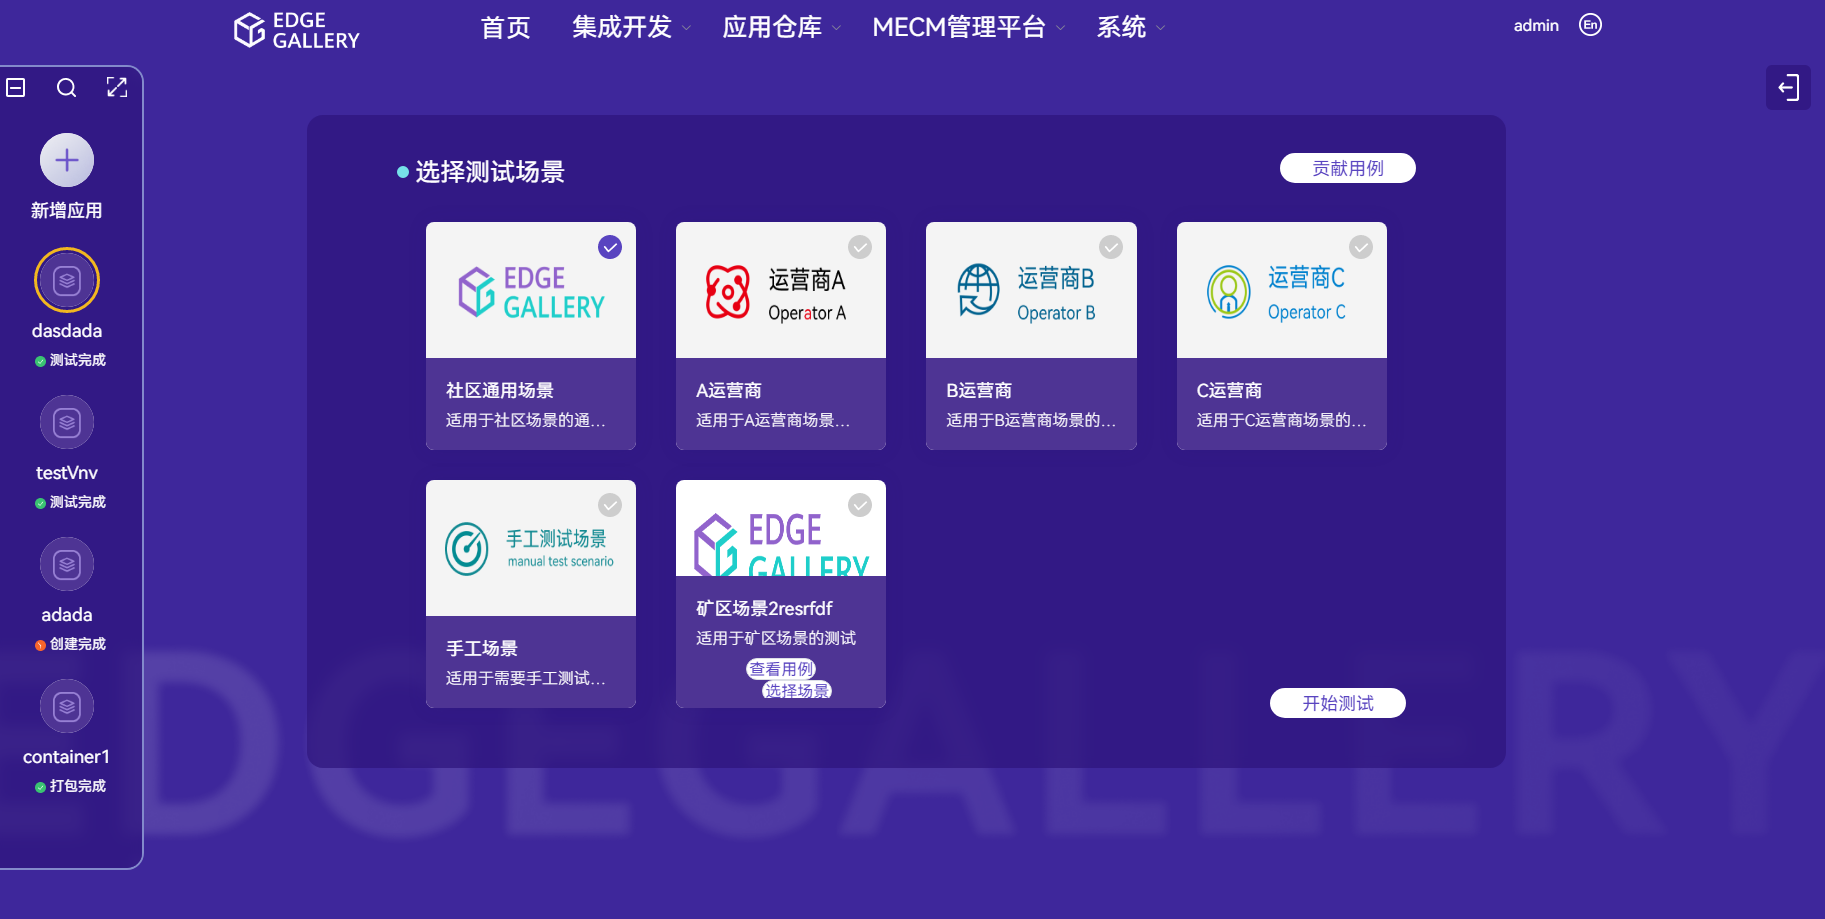 EDGE
GALLERY
首页
集成开发
应用仓库
MECM管理平台
系统
admin
En
新增应用
dasdada
测试完成
testVnv
测试完成
adada
创建完成
container1
打包完成
选择测试场景
贡献用例
EDGE
GALLERY
社区通用场景
适用于社区场景的通...
运营商A
Operator A
A运营商
适用于A运营商场景...
运营商B
Operator B
B运营商
适用于B运营商场景的...
运营商C
Operator C
C运营商
适用于C运营商场景的...
手工测试场景
manual test scenario
手工场景
适用于需要手工测试...
EDGE
GALLERY
矿区场景2resrfdf
适用于矿区场景的测试
查看用例
选择场景
开始测试
EDGEGALLERY